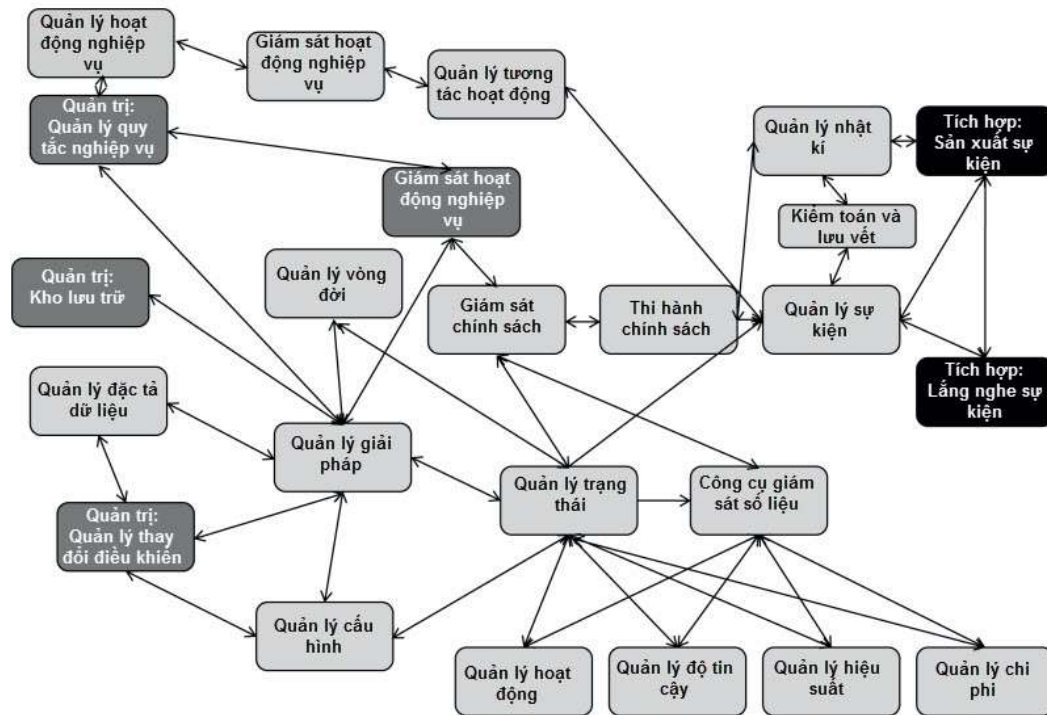 Quản lý hoạt
động nghiệp
vụ
Giám sát hoạt
động nghiệp
vụ
Quản lý tương
tác hoạt động
Quản trị:
Quản lý quy
tắc nghiệp vụ
Quản lý nhật
kí
Tích hợp:
Sản xuất sự
kiện
Giám sát hoạt
động nghiệp
vụ
Kiểm toán và
lưu vết
Quản trị:
Kho lưu trữ
Quản lý vòng
đời
Giám sát
chính sách
Thi hành
chính sách
Quản lý sự
kiện
Tích hợp:
Lắng nghe sự
kiện
Quản lý đặc tả
dữ liệu
Quản lý giải
pháp
Quản lý trạng
thái
Công cụ giám
sát số liệu
Quản trị:
Quản lý thay
đổi điều khiến
Quản lý cấu
hình
Quản lý hoạt
động
Quản lý độ tin
cậy
Quản lý hiệu
suất
Quản lý chi
phi